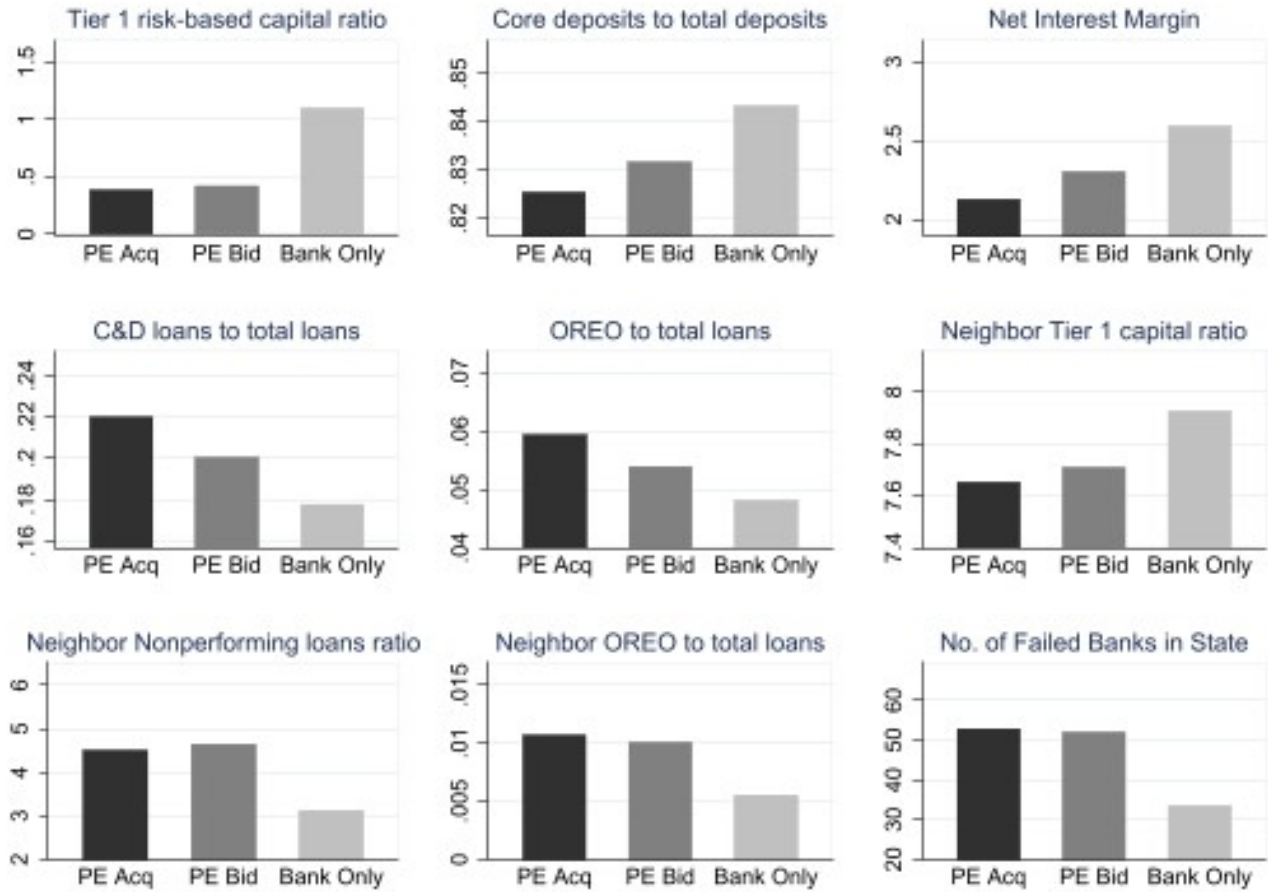 Tier 1 risk-based capital ratio
1.5
1
.5
0
PE Acq PE Bid Bank Only
Core deposits to total deposits
.85
.84
.83
.82
PE Acq PE Bid Bank Only
Net Interest Margin
3
2.5
2
PE Acq PE Bid Bank Only
C&D loans to total loans
.24
.22
.2
.18
.16
PE Acq PE Bid Bank Only
OREO to total loans
.07
.06
.05
.04
PE Acq PE Bid Bank Only
Neighbor Tier 1 capital ratio
8
7.8
7.6
7.4
PE Acq PE Bid Bank Only
Neighbor Nonperforming loans ratio
6
5
4
3
2
PE Acq PE Bid Bank Only
Neighbor OREO to total loans
.015
.01
.005
0
PE Acq PE Bid Bank Only
No. of Failed Banks in State
60
50
40
30
20
PE Acq PE Bid Bank Only